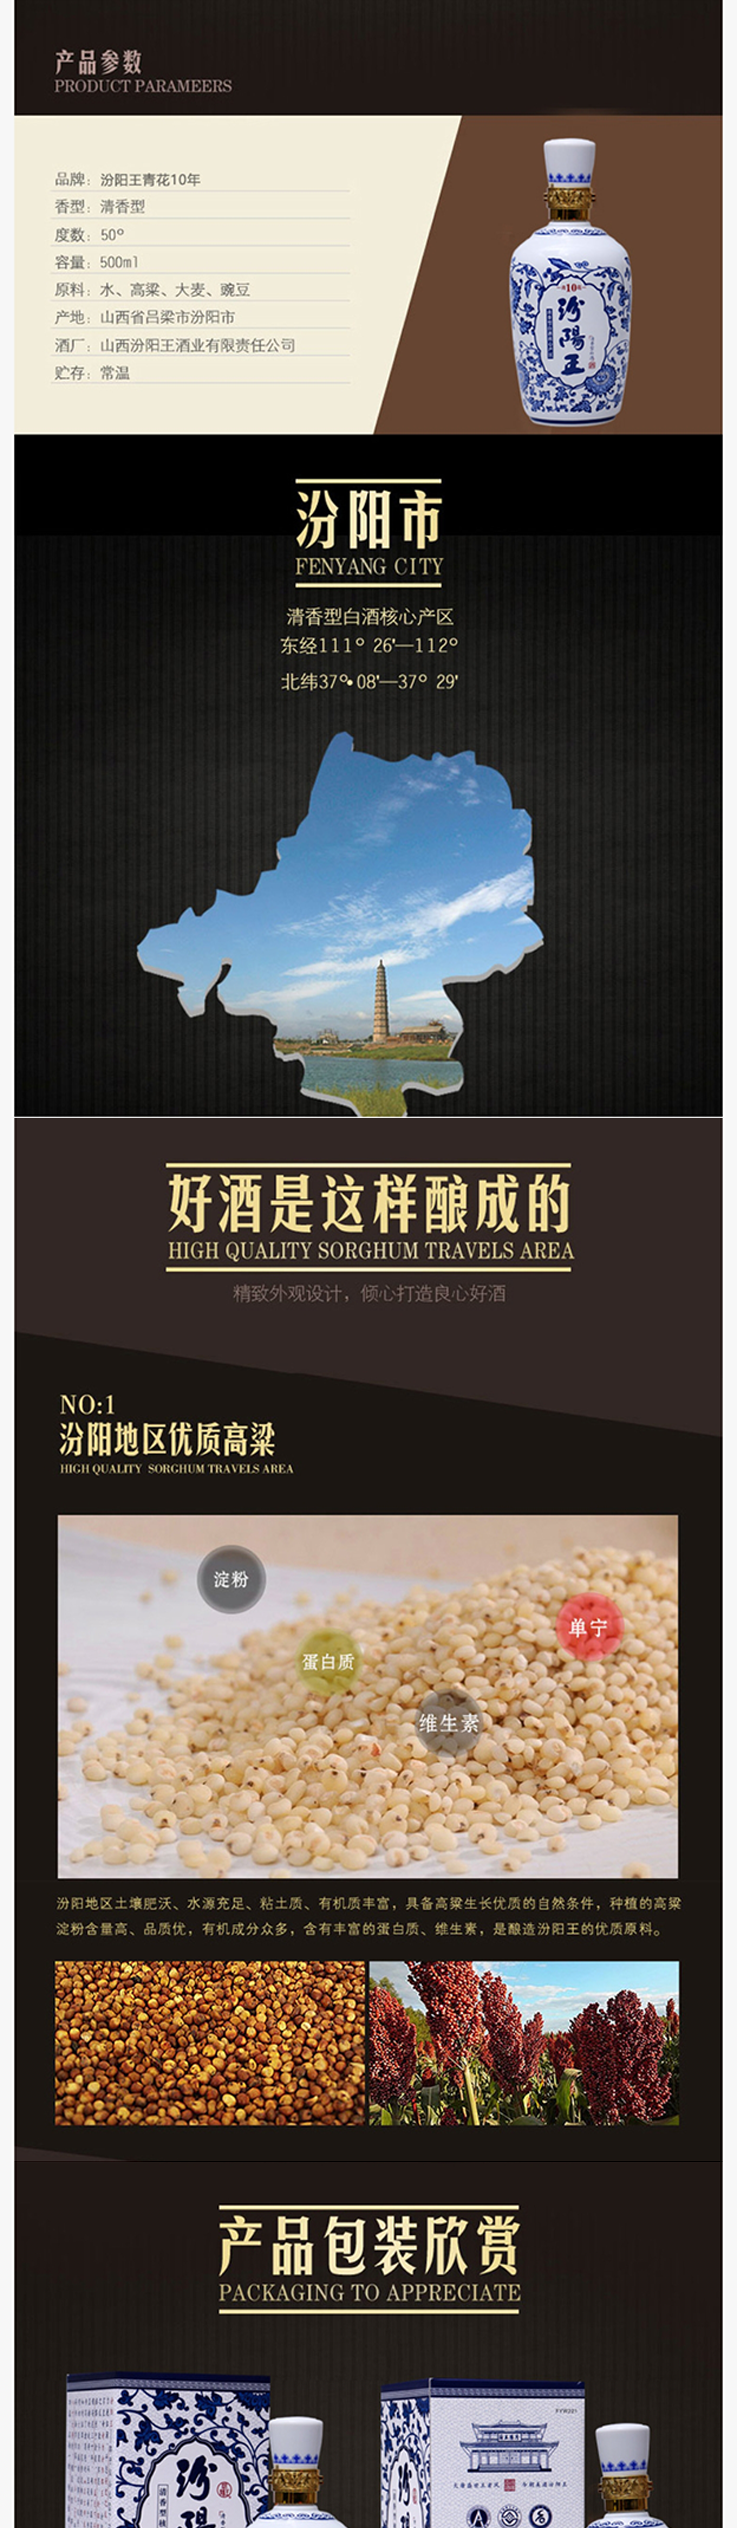 产品参数
PRODUCT PARAMEERS
品牌：汾阳王青花10年
香型：清香型
度数：50°
容量：500ml
原料：水、高粱、大麦、豌豆
产地：山西省吕梁市汾阳市
酒厂：山西汾阳王酒业有限责任公司
贮存：常温
10
汾陽王
汾阳市
FENYANG CITY
清香型白酒核心产区
东经111° 26'—112°
北纬37°•08'—37° 29'
好酒是这样酿成的
HIGH QUALITY SORGHUM TRAVELS AREA
精致外观设计，倾心打造良心好酒
NO:1
汾阳地区优质高粱
HIGH QUALITY SORGHUM TRAVELS AREA
淀粉
单宁
蛋白质
维生素
汾阳地区土壤肥沃、水源充足、粘土质、有机质丰富，具备高粱生长优质的自然条件，种植的高粱
淀粉含量高、品质优，有机成分众多，含有丰富的蛋白质、维生素，是酿造汾阳王的优质原料。
产品包装欣赏
PACKAGING TO APPRECIATE
汾陽
清香型核
汾陽